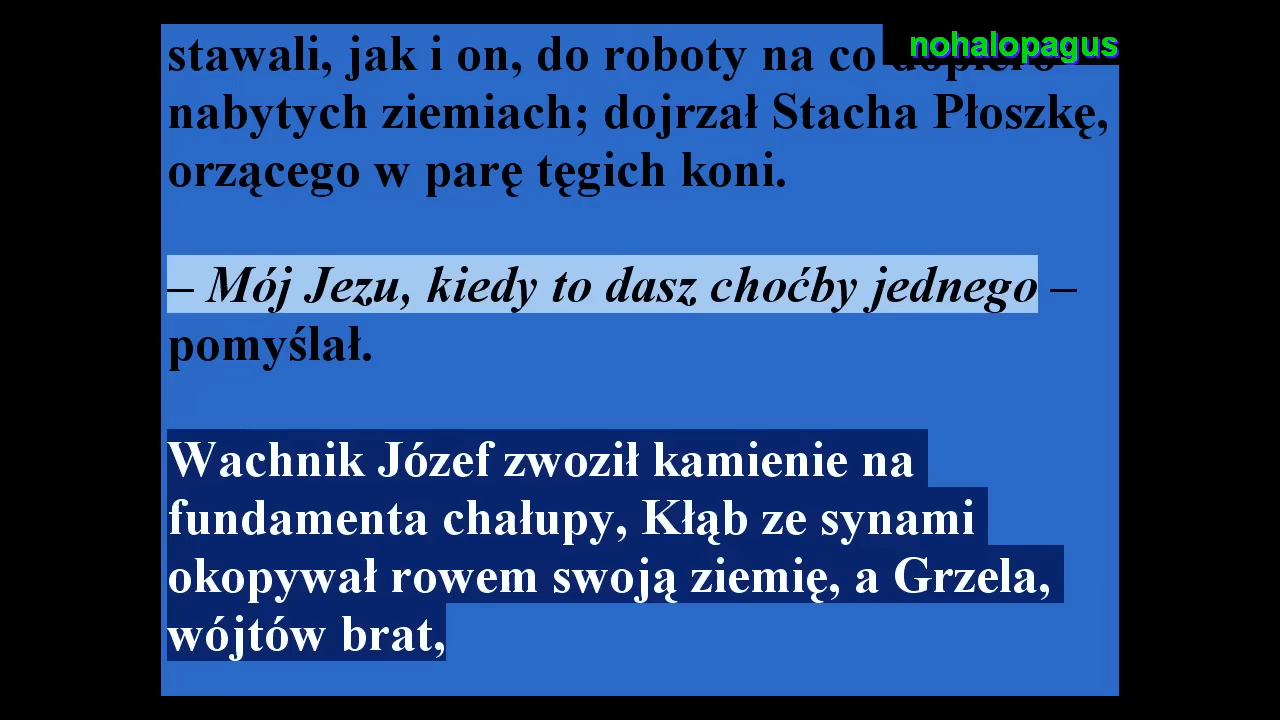 nohalopagus
stawali, jak i on, do roboty na co dopiero
nabytych ziemiach; dojrzał Stacha Płoszkę,
orzącego w parę tęgich koni.
– Mój Jezu, kiedy to dasz choćby jednego –
pomyślał.
Wachnik Józef zwoził kamienie na
fundamenta chałupy, Kłąb ze synami
okopywał rowem swoją ziemię, a Grzela,
wójtów brat,